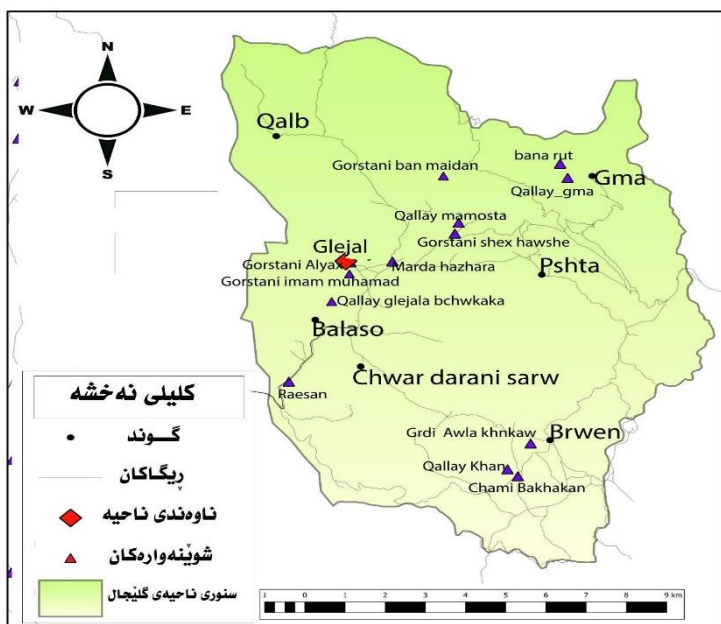 N
W E
S
Qalb
bana rut
Gorstani ban maidan
Gma
Qallay_gma
Qallay mamosta
Glejal
Gorstani shex hawshe
Gorstani Alyax
Marda hazhara
Pshta
Gorstani imam muhamad
Qallay glejala bchwkaka
Balaso
Chwar darani sarw
Raesan
Grdi Awla khnkaw
Brwen
Qallay Khan
Chami Bakhakan
کلیلی نەخشە
گــوند
ڕیگاکان
ناوەندی ناحیە
شوێنەوارەکان
سنوری ناحیەی گلێجال
1 0 1 2 3 4 5 6 7 8 9 km